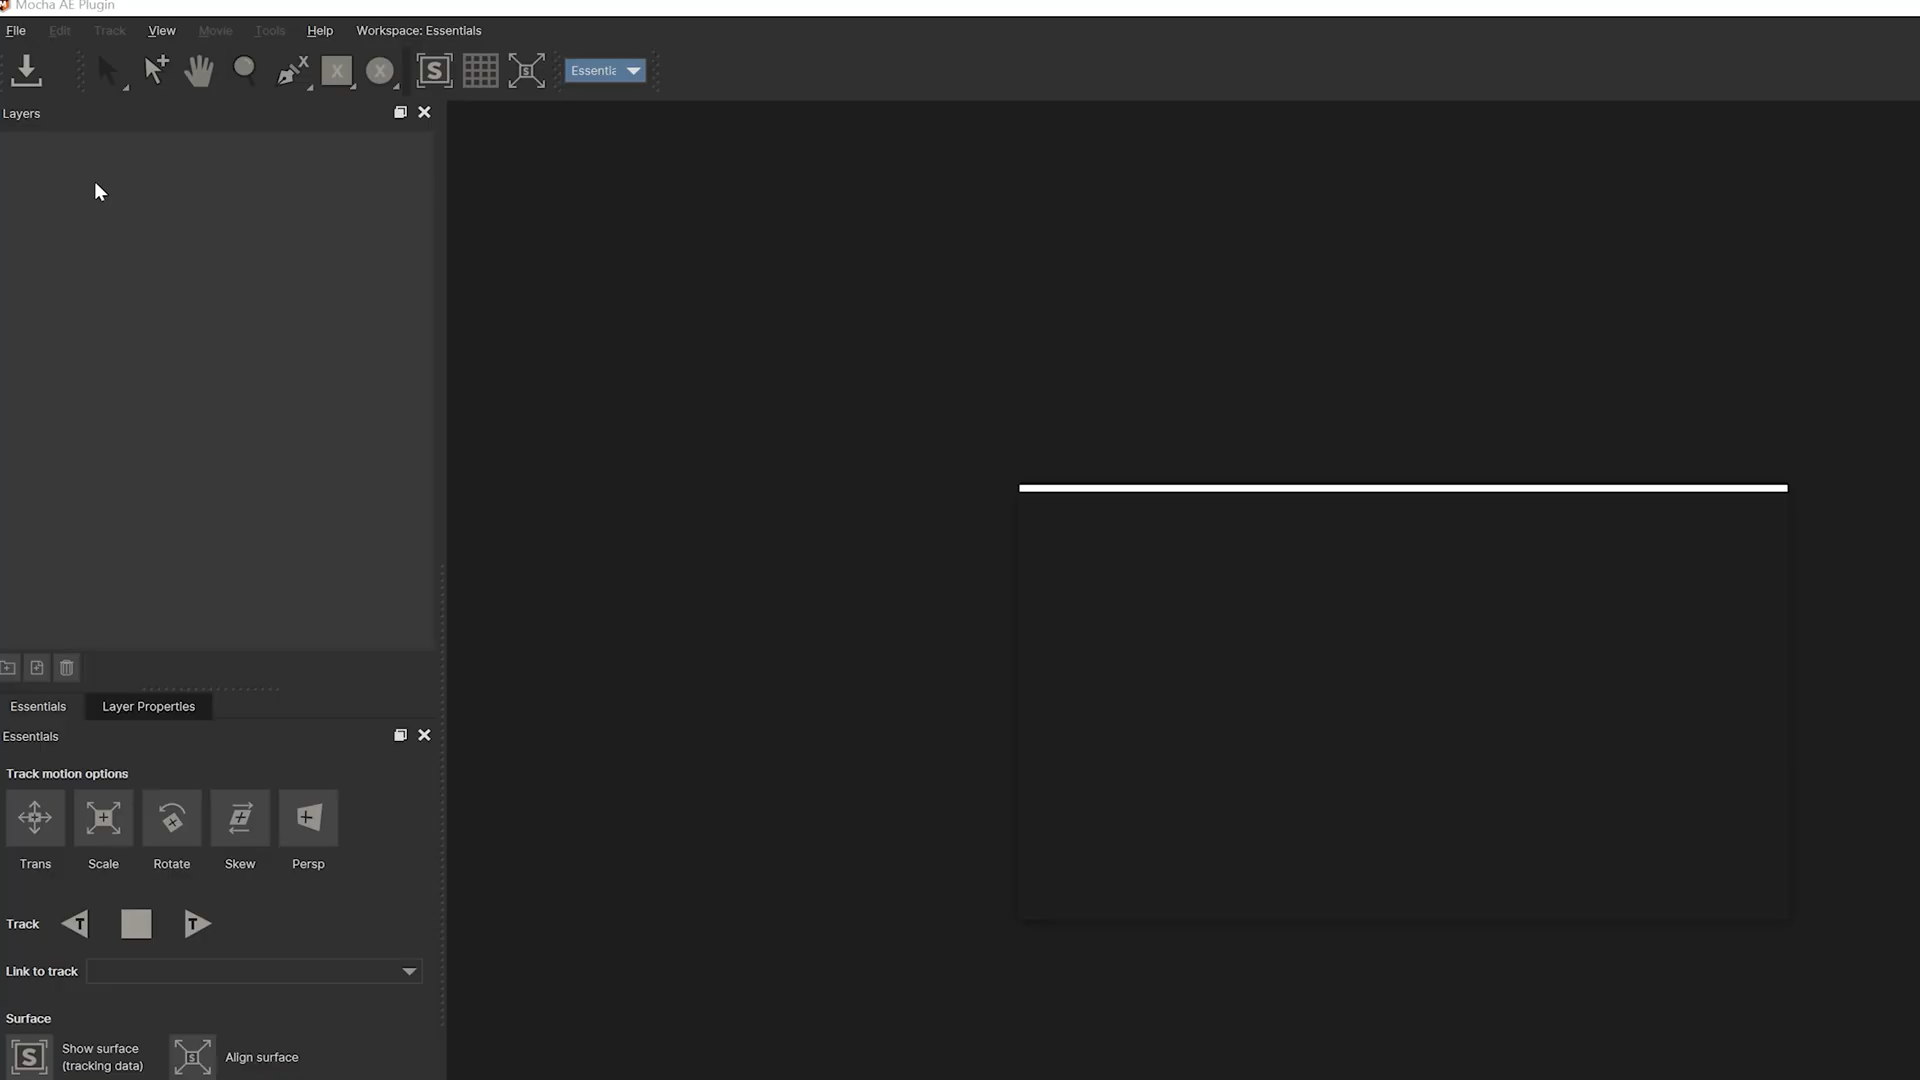 Mocha AE Plugin
File Edit Track View Movie Tools Help Workspace: Essentials
X X X S S Essentia
Layers
Essentials Layer Properties
Essentials
Track motion options
Trans Scale Rotate Skew Persp
Track T T
Link to track
Surface
S Show surface
(tracking data)
S Align surface